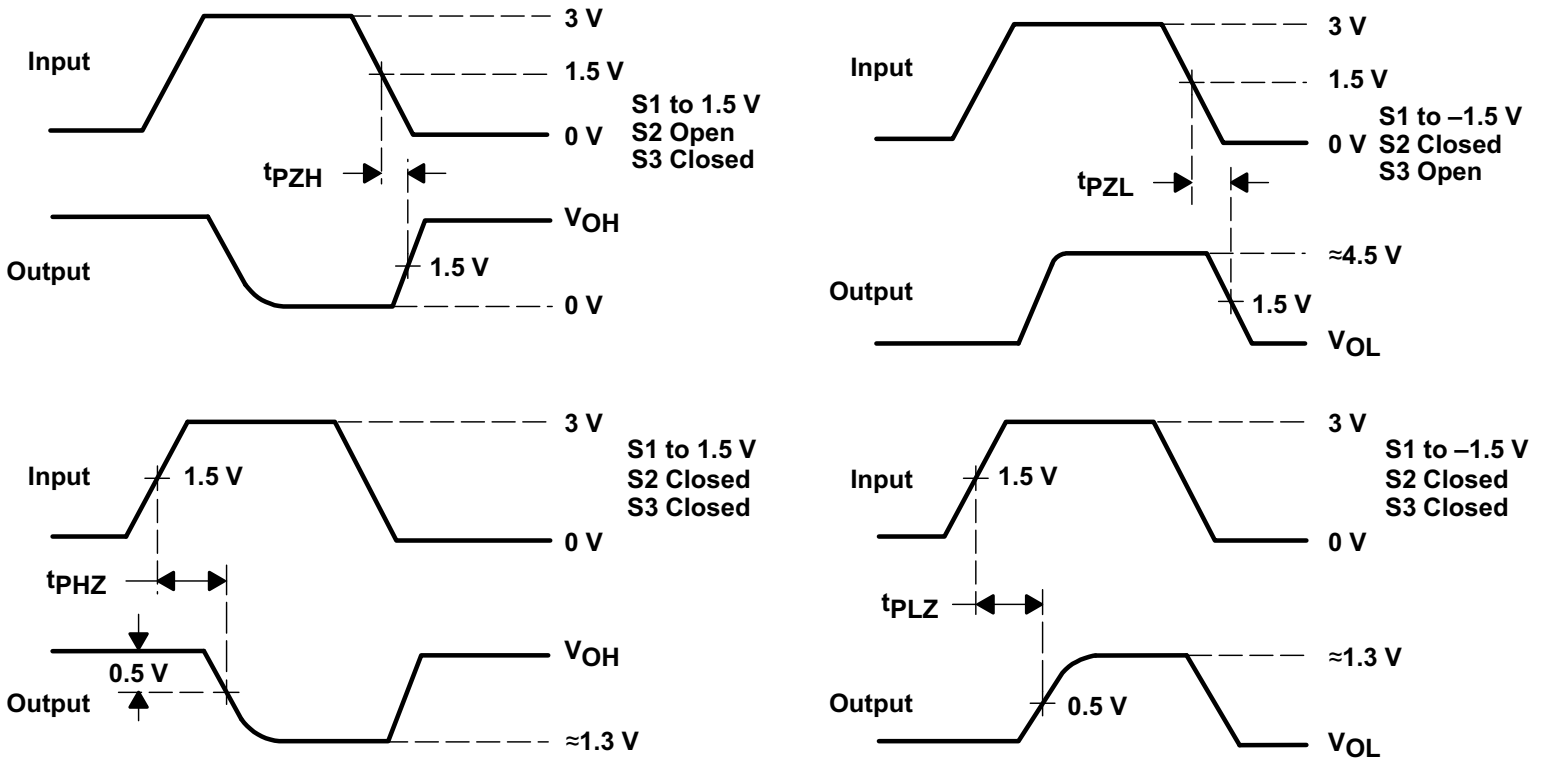 3 V
Input
1.5 V
S1 to 1.5 V
0 V S2 Open
S3 Closed
tPZH
VOH
Output
1.5 V
0 V
3 V
Input
1.5 V
S1 to –1.5 V
0 V S2 Closed
S3 Open
tPZL
≈4.5 V
Output
1.5 V
VOL
3 V
S1 to 1.5 V
Input
1.5 V
S2 Closed
S3 Closed
0 V
tPHZ
VOH
0.5 V
Output
≈1.3 V
3 V
S1 to –1.5 V
Input
1.5 V
S2 Closed
S3 Closed
0 V
tPLZ
≈1.3 V
Output
0.5 V
VOL